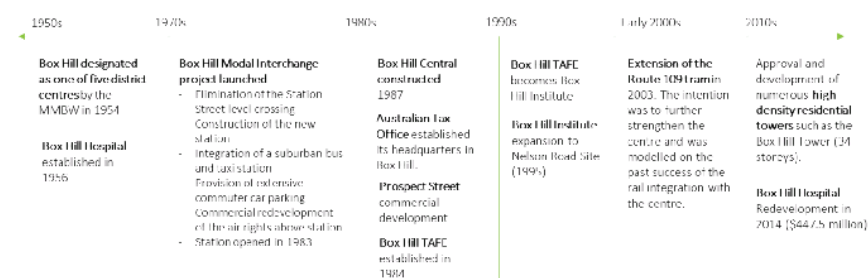 1950s
1970s
1980s
1990s
Early 2000s
2010s
Box Hill designated
as one of five district
centres by the
MMBW in 1954
Box Hill Hospital
established in
1956
Box Hill Modal Interchange
project launched
- Elimination of the Station
Street level crossing
Construction of the new
station
- Integration of a suburban bus
and taxi station
Provision of extensive
commuter car parking
Commercial redevelopment
of the air rights above station
- Station opened in 1983
Box Hill Central
constructed
1987
Australian Tax
Office established
its headquarters in
Box Hill.
Prospect Street
commercial
development
Box Hill TAFE
established in
1984
Box Hill TAFE
becomes Box
Hill Institute
Box Hill Institute
expansion to
Nelson Road Site
(1995)
Extension of the
Route 109 tram in
2003. The intention
was to further
strengthen the
centre and was
modelled on the
past success of the
rail integration with
the centre.
Approval and
development of
numerous high
density residential
towers such as the
Box Hill Tower (34
storeys).
Box Hill Hospital
Redevelopment in
2014 ($447.5 million)